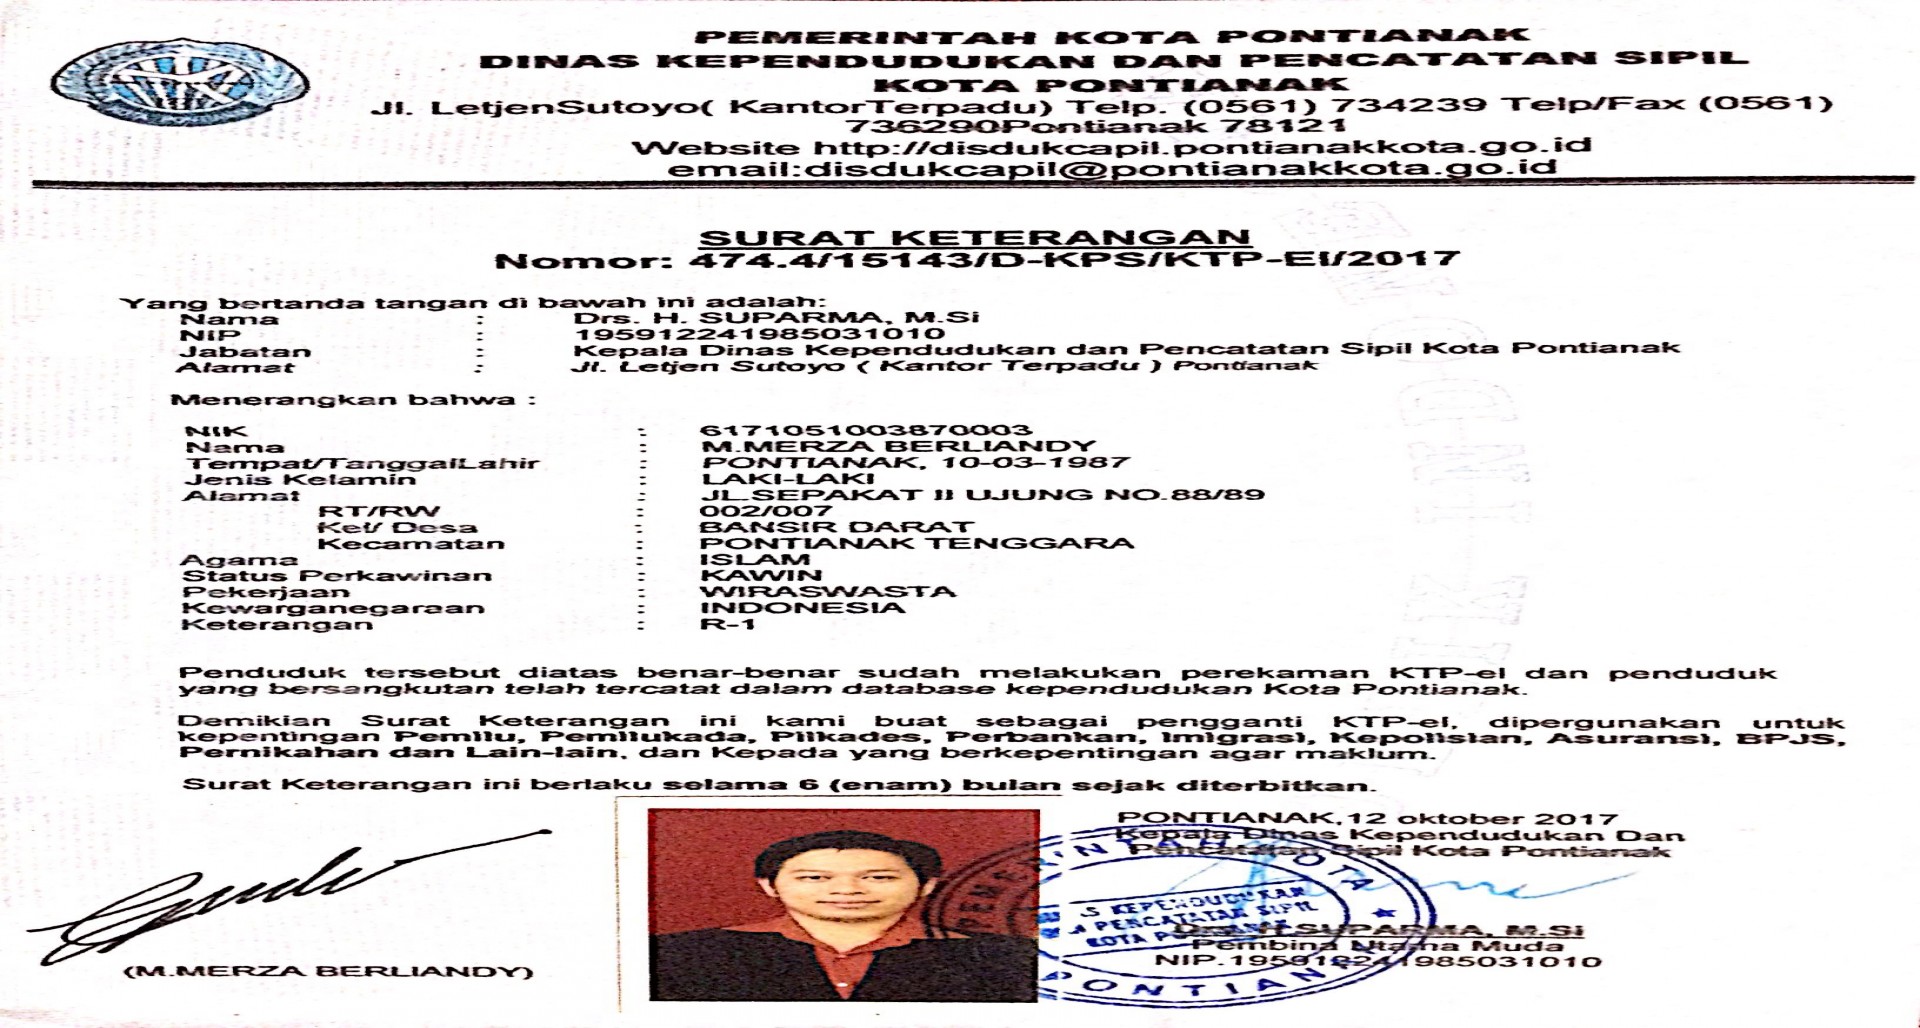 PEMERINTAH KOTA PONTIANAK
DINAS KEPENDUDUKAN DAN PENCATATAN SIPIL
KOTA PONTIANAK
Jl. LetjenSutoyo( KantorTerpadu) Telp. (0561) 734239 Telp/Fax (0561)
736290Pontianak 78121
Website http://disdukcapil.pontianakkota.go.id
email:disdukcapil@pontianakkota.go.id
SURAT KETERANGAN
Nomor: 474.4/15143/D-KPS/KTP-El/2017
Yang bertanda tangan di bawah ini adalah:
Nama : Drs. H. SUPARMA, M.Si
NIP : 195912241985031010
Jabatan : Kepala Dinas Kependudukan dan Pencatatan Sipil Kota Pontianak
Alamat : Jl. Letjen Sutoyo ( Kantor Terpadu ) Pontianak
Menerangkan bahwa :
NIK : 6171051003870003
Nama : M.MERZA BERLIANDY
Tempat/TanggalLahir : PONTIANAK, 10-03-1987
Jenis Kelamin : LAKI-LAKI
Alamat : JL.SEPAKAT II UJUNG NO.88/89
RT/RW : 002/007
Kel/ Desa : BANSIR DARAT
Kecamatan : PONTIANAK TENGGARA
Agama : ISLAM
Status Perkawinan : KAWIN
Pekerjaan : WIRASWASTA
Kewarganegaraan : INDONESIA
Keterangan : R-1
Penduduk tersebut diatas benar-benar sudah melakukan perekaman KTP-el dan penduduk
yang bersangkutan telah tercatat dalam database kependudukan Kota Pontianak.
Demikian Surat Keterangan ini kami buat sebagai pengganti KTP-el, dipergunakan untuk
kepentingan Pemilu, Pemilukada, Pilkades, Perbankan, Imigrasi, Kepolisian, Asuransi, BPJS,
Pernikahan dan Lain-lain, dan Kepada yang berkepentingan agar maklum.
Surat Keterangan ini berlaku selama 6 (enam) bulan sejak diterbitkan.
PONTIANAK,12 oktober 2017
Kepala Dinas Kependudukan Dan
Pencatatan Sipil Kota Pontianak
PEMERINTAH KOTA
KEPENDUDUKAN
PENCATATAN SIPIL
KOTA
PONTIANAK
SUPARMA, M.Si
Pembina Utama Muda
NIP.195912241985031010
(M.MERZA BERLIANDY)